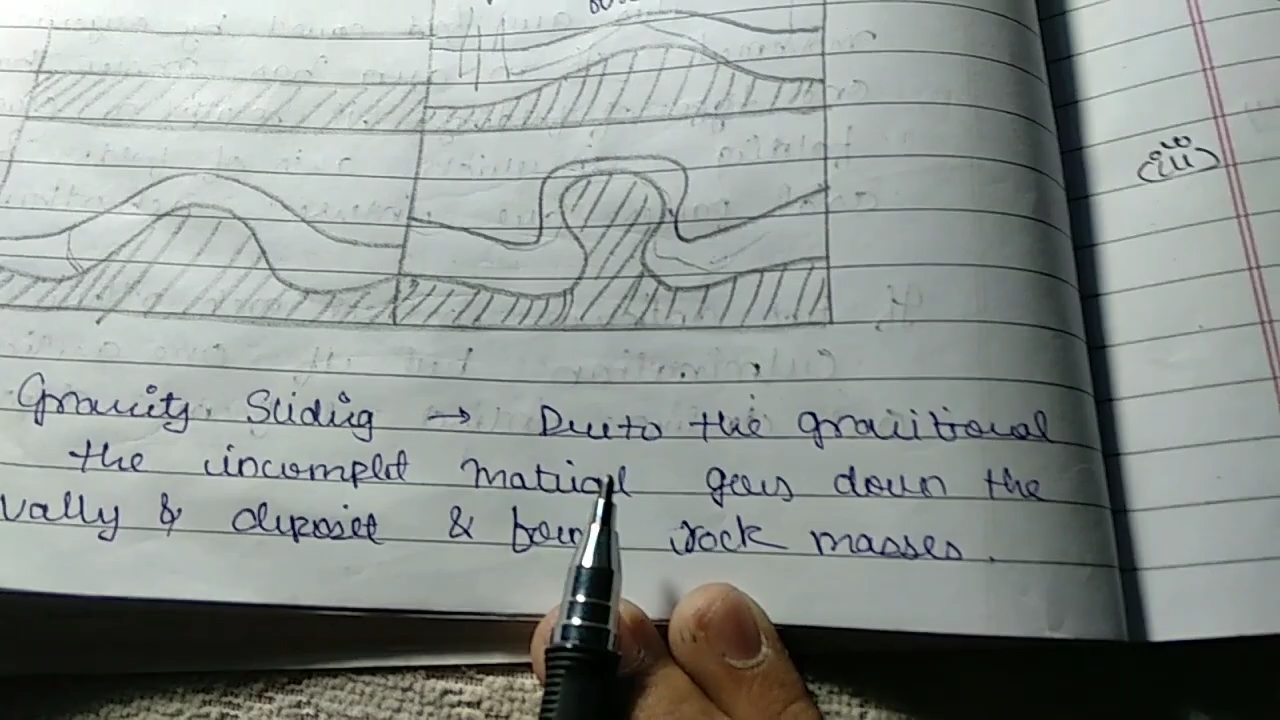 (iii)
Gravity Sliding → Due to the gravitional
the incomplet Matiral goes down the
vally & deposit & form rock masses.